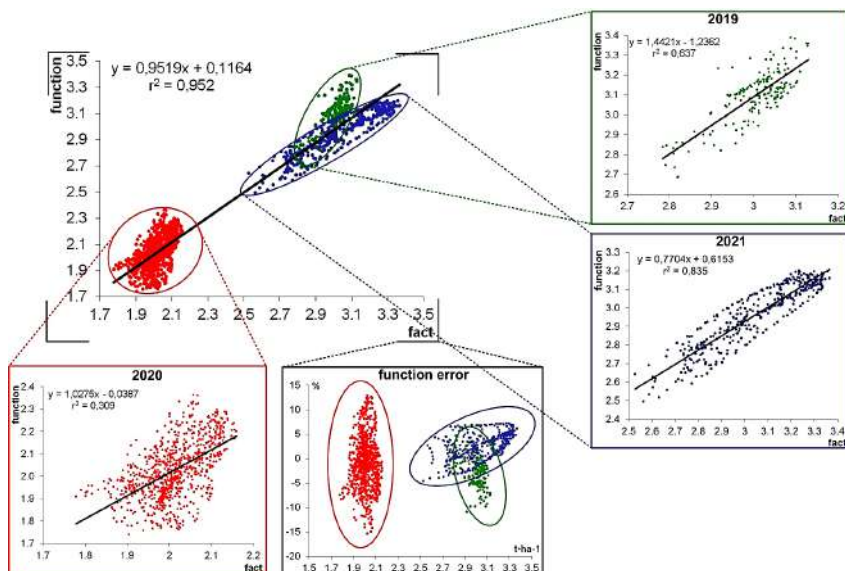 function
3.5
3.3
3.1
2.9
2.7
2.5
2.3
2.1
1.9
1.7
y = 0,9519x + 0,1164
r² = 0,952
1.7 1.9 2.1 2.3 2.5 2.7 2.9 3.1 3.3 3.5
fact
2019
function
3.4
3.3
3.2
3.1
3.0
2.9
2.8
2.7
2.6
y = 1,4421x - 1,2362
r² = 0,637
2.7 2.8 2.9 3 3.1 3.2
fact
2021
function
3.3
3.2
3.1
3.0
2.9
2.8
2.7
2.6
2.5
2.4
y = 0,7704x + 0,6153
r² = 0,835
2.5 2.6 2.7 2.8 2.9 3 3.1 3.2 3.3 3.4
fact
2020
function
2.4
2.3
2.2
2.1
2.0
1.9
1.8
1.7
y = 1,0275x - 0,0387
r² = 0,309
1.7 1.8 1.9 2 2.1 2.2
fact
function error
%
15
10
5
0
-5
-10
-15
-20
t·ha-1
1.5 1.7 1.9 2.1 2.3 2.5 2.7 2.9 3.1 3.3 3.5